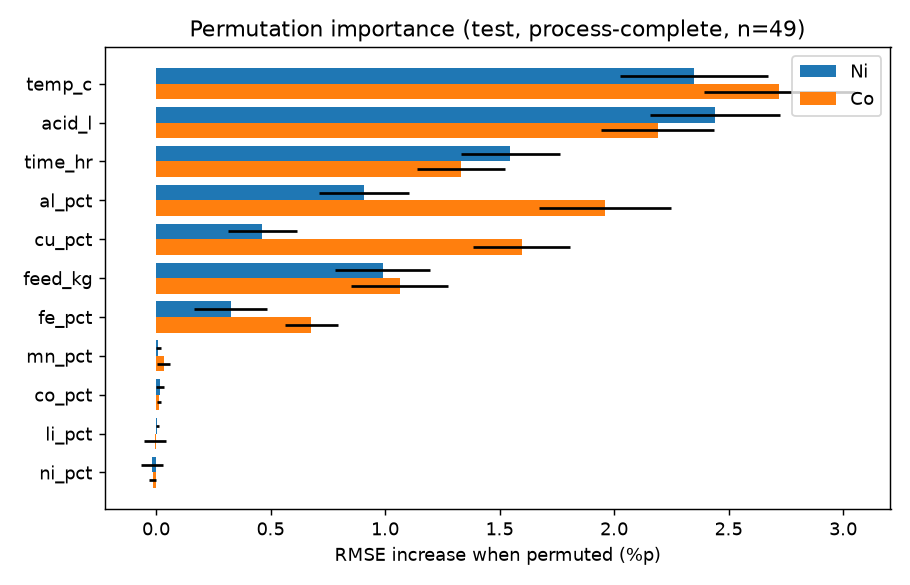 Permutation importance (test, process-complete, n=49)
Ni
Co
temp_c
acid_l
time_hr
al_pct
cu_pct
feed_kg
fe_pct
mn_pct
co_pct
li_pct
ni_pct
0.0 0.5 1.0 1.5 2.0 2.5 3.0
RMSE increase when permuted (%p)